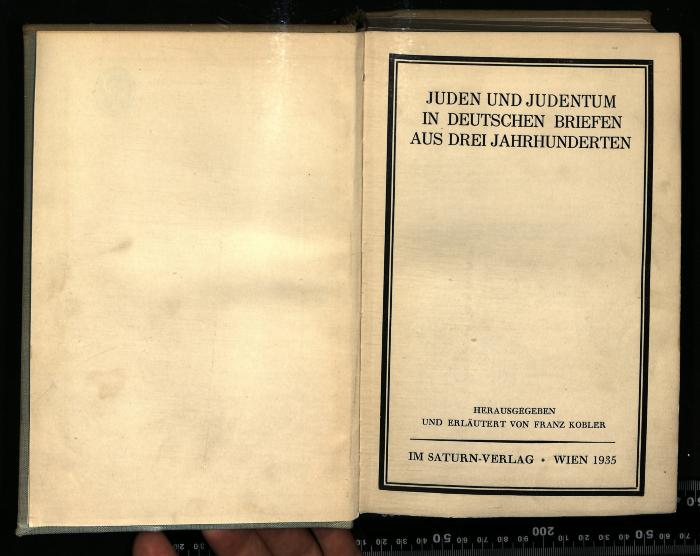 JUDEN UND JUDENTUM
IN DEUTSCHEN BRIEFEN
AUS DREI JAHRHUNDERTEN
HERAUSGEGEBEN
UND ERLÄUTERT VON FRANZ KOBLER
IM SATURN-VERLAG • WIEN 1935